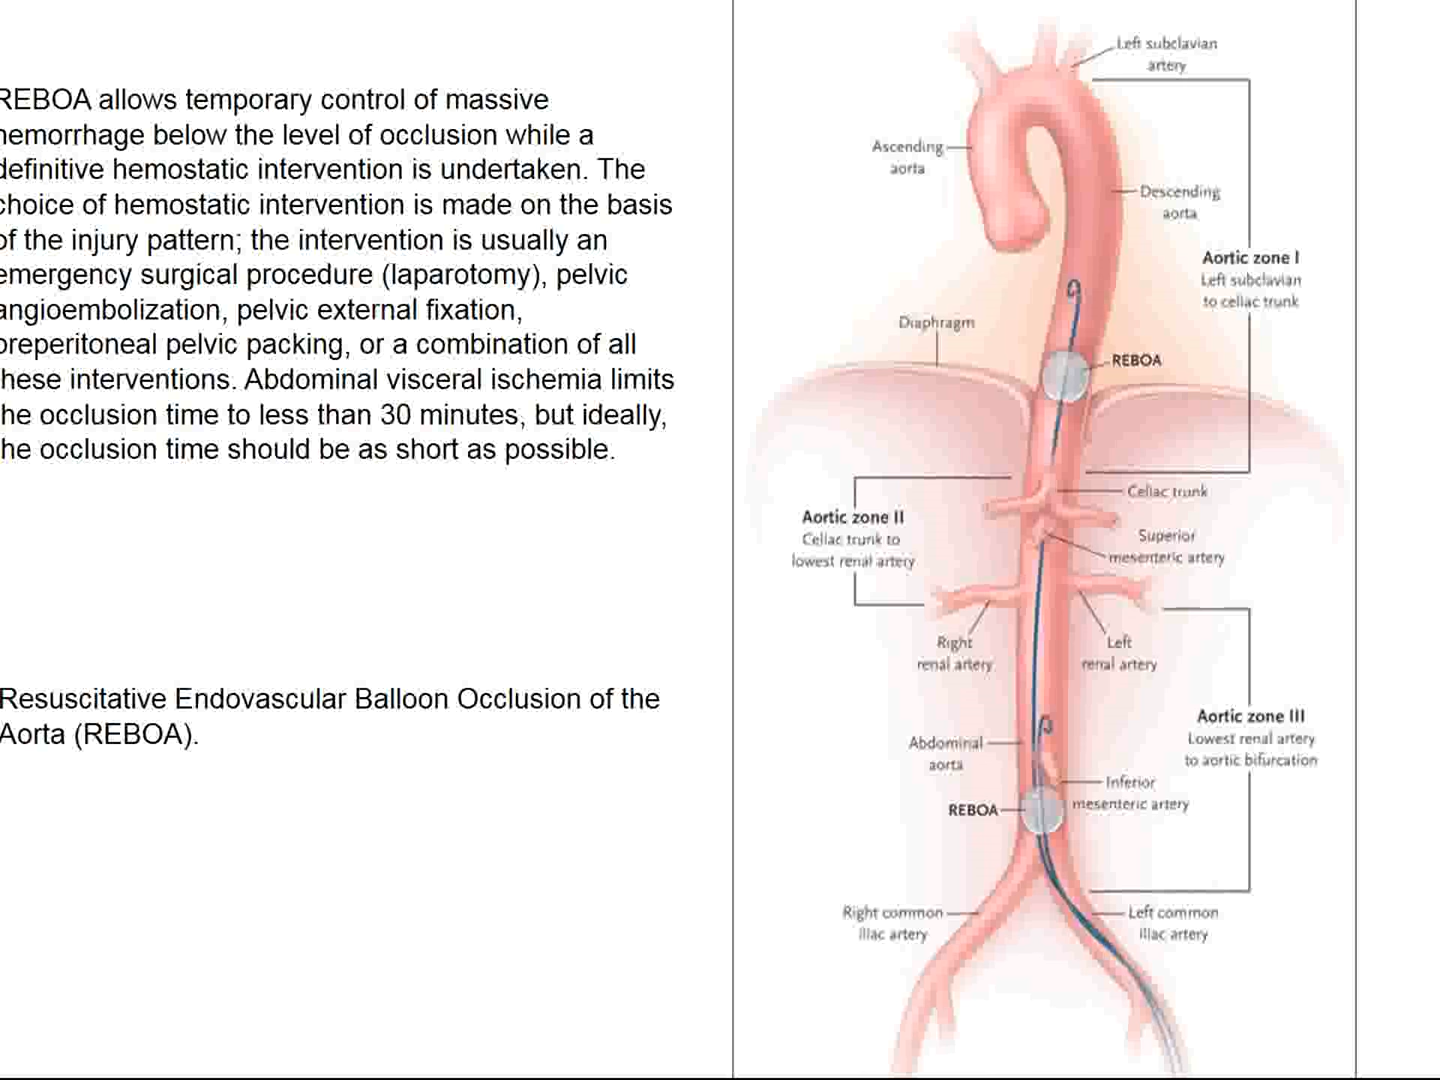 REBOA allows temporary control of massive
hemorrhage below the level of occlusion while a
definitive hemostatic intervention is undertaken. The
choice of hemostatic intervention is made on the basis
of the injury pattern; the intervention is usually an
emergency surgical procedure (laparotomy), pelvic
angioembolization, pelvic external fixation,
preperitoneal pelvic packing, or a combination of all
these interventions. Abdominal visceral ischemia limits
the occlusion time to less than 30 minutes, but ideally,
the occlusion time should be as short as possible.
Resuscitative Endovascular Balloon Occlusion of the
Aorta (REBOA).
Left subclavian
artery
Ascending
aorta
Descending
aorta
Aortic zone I
Left subclavian
to celiac trunk
Diaphragm
REBOA
Celiac trunk
Aortic zone II
Celiac trunk to
lowest renal artery
Superior
mesenteric artery
Right
renal artery
Left
renal artery
Aortic zone III
Lowest renal artery
to aortic bifurcation
Abdominal
aorta
Inferior
mesenteric artery
REBOA
Right common
iliac artery
Left common
iliac artery